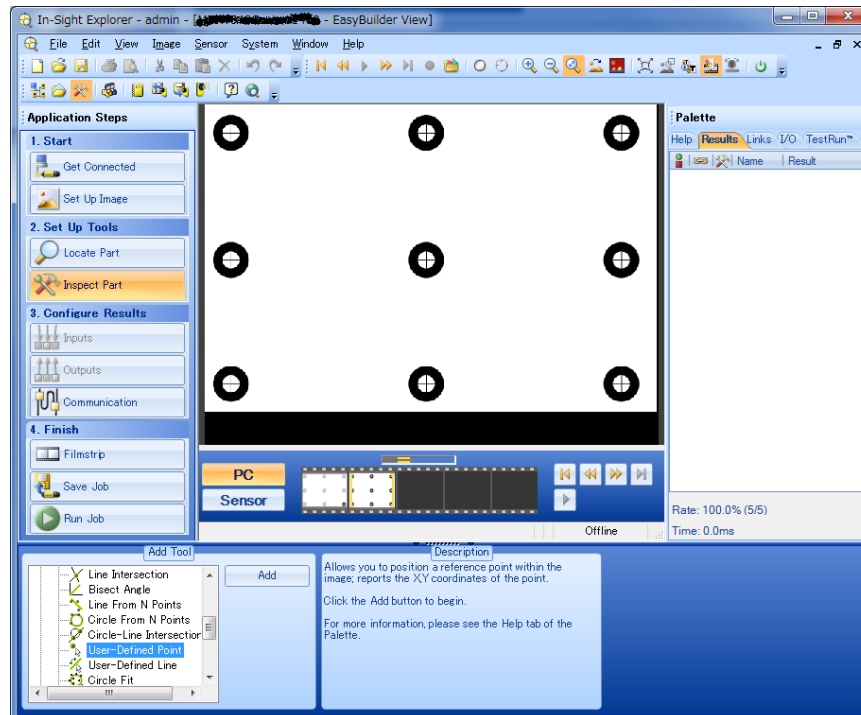 In-Sight Explorer - admin - [ - EasyBuilder View]
File Edit View Image Sensor System Window Help
Application Steps
1. Start
Get Connected
Set Up Image
2. Set Up Tools
Locate Part
Inspect Part
3. Configure Results
Inputs
Outputs
Communication
4. Finish
Filmstrip
Save Job
Run Job
PC
Sensor
Offline
Palette
Help Results Links I/O TestRun™
Name Result
Rate: 100.0% (5/5)
Time: 0.0ms
Add Tool
Line Intersection
Bisect Angle
Line From N Points
Circle From N Points
Circle-Line Intersection
User-Defined Point
User-Defined Line
Circle Fit
Add
Description
Allows you to position a reference point within the
image; reports the X,Y coordinates of the point.
Click the Add button to begin.
For more information, please see the Help tab of the
Palette.